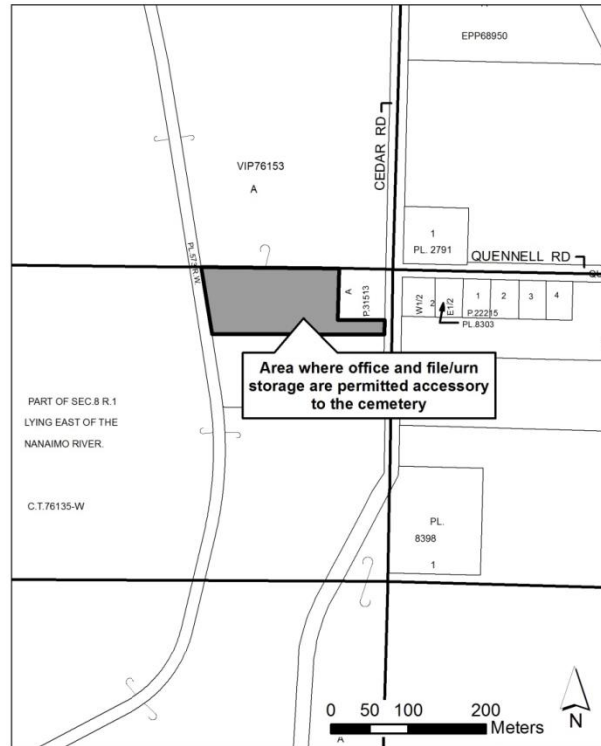 EPP68950
CEDAR RD
VIP76153
A
1
PL. 2791
QUENNELL RD
QU
A
P.31513
W1/2
2
E1/2
1
2
3
4
P.22215
PL.8303
Area where office and file/urn
storage are permitted accessory
to the cemetery
PART OF SEC.8 R.1
LYING EAST OF THE
NANAIMO RIVER.
C.T.76135-W
PL.
8398
1
0 50 100 200
Meters
N
A